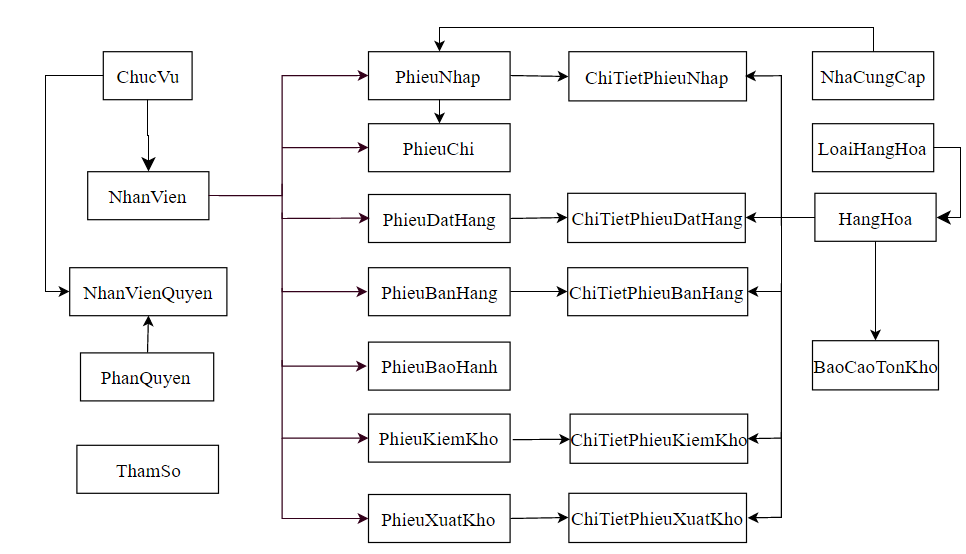 ChucVu
PhieuNhap
ChiTietPhieuNhap
NhaCungCap
PhieuChi
LoaiHangHoa
NhanVien
PhieuDatHang
ChiTietPhieuDatHang
HangHoa
NhanVienQuyen
PhieuBanHang
ChiTietPhieuBanHang
PhanQuyen
PhieuBaoHanh
BaoCaoTonKho
PhieuKiemKho
ChiTietPhieuKiemKho
ThamSo
PhieuXuatKho
ChiTietPhieuXuatKho